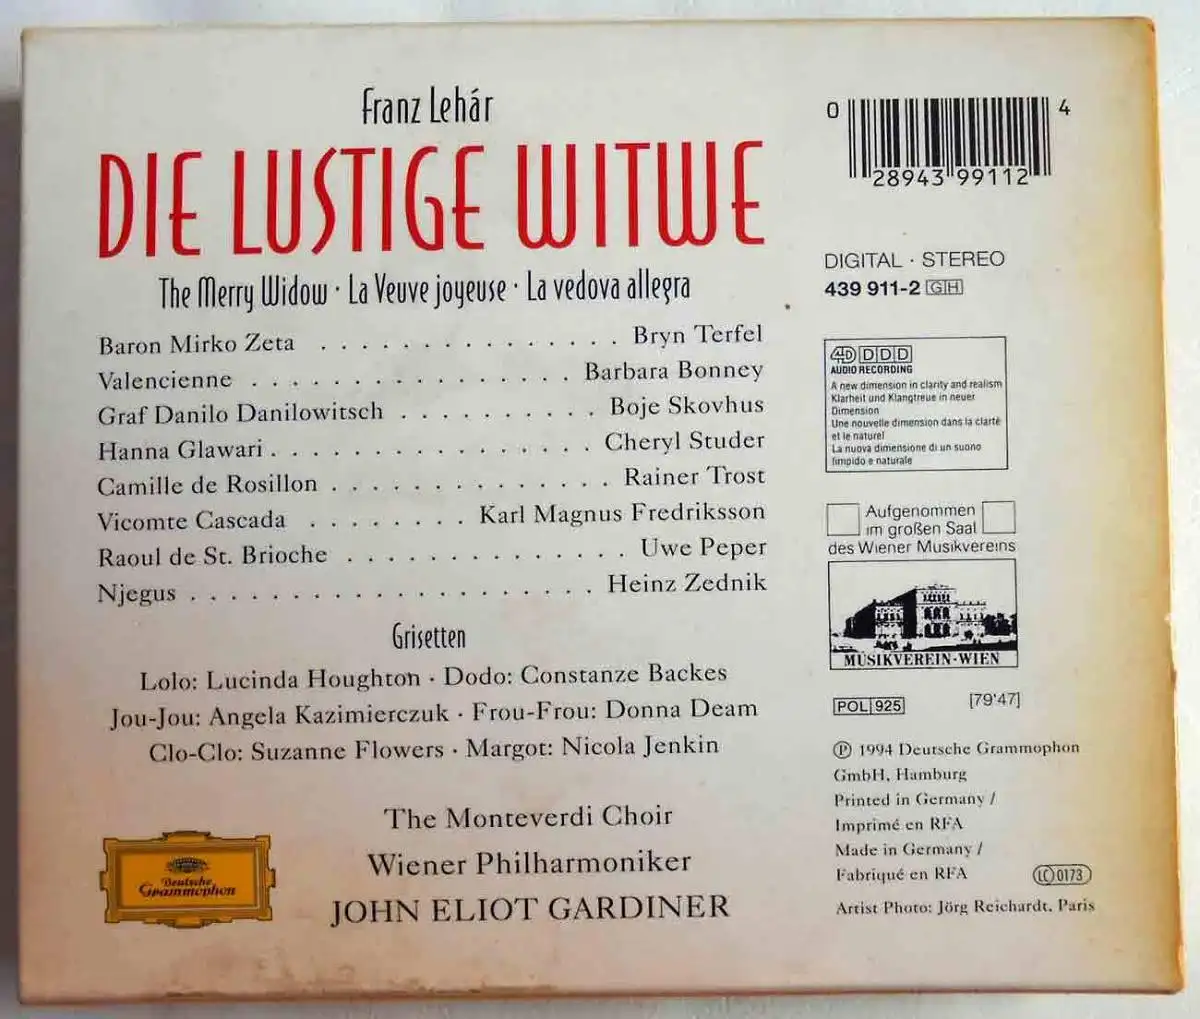 Franz Lehár
DIE LUSTIGE WITWE
The Merry Widow · La Veuve joyeuse · La vedova allegra
Baron Mirko Zeta . . . . . . . . . . . . . . . Bryn Terfel
Valencienne . . . . . . . . . . . . . . . . Barbara Bonney
Graf Danilo Danilowitsch . . . . . . . . . . Boje Skovhus
Hanna Glawari . . . . . . . . . . . . . . . . Cheryl Studer
Camille de Rosillon . . . . . . . . . . . . . . Rainer Trost
Vicomte Cascada . . . . . . . . Karl Magnus Fredriksson
Raoul de St. Brioche . . . . . . . . . . . . . . Uwe Peper
Njegus . . . . . . . . . . . . . . . . . . . . Heinz Zednik
Grisetten
Lolo: Lucinda Houghton · Dodo: Constanze Backes
Jou-Jou: Angela Kazimierczuk · Frou-Frou: Donna Deam
Clo-Clo: Suzanne Flowers · Margot: Nicola Jenkin
The Monteverdi Choir
Wiener Philharmoniker
JOHN ELIOT GARDINER
Deutsche
Grammophon
0 28943 99112 4
DIGITAL · STEREO
439 911-2 GH
4D DDD
AUDIO RECORDING
A new dimension in clarity and realism
Klarheit und Klangtreue in neuer
Dimension
Une nouvelle dimension dans la clarté
et le naturel
La nuova dimensione di un suono
limpido e naturale
Aufgenommen
im großen Saal
des Wiener Musikvereins
MUSIKVEREIN·WIEN
POL 925 [79'47]
℗ 1994 Deutsche Grammophon
GmbH, Hamburg
Printed in Germany /
Imprimé en RFA
Made in Germany /
Fabriqué en RFA
LC 0173
Artist Photo: Jörg Reichardt, Paris